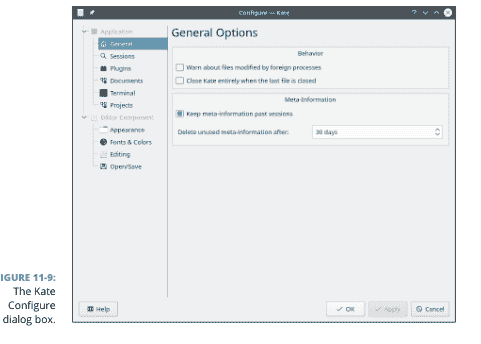 Configure — Kate
Application
General
Sessions
Plugins
Documents
Terminal
Projects
Editor Component
Appearance
Fonts & Colors
Editing
Open/Save
General Options
Behavior
Warn about files modified by foreign processes
Close Kate entirely when the last file is closed
Meta-Information
Keep meta-information past sessions
Delete unused meta-information after:
30 days
Help
OK
Apply
Cancel
IGURE 11-9:
The Kate
Configure
dialog box.